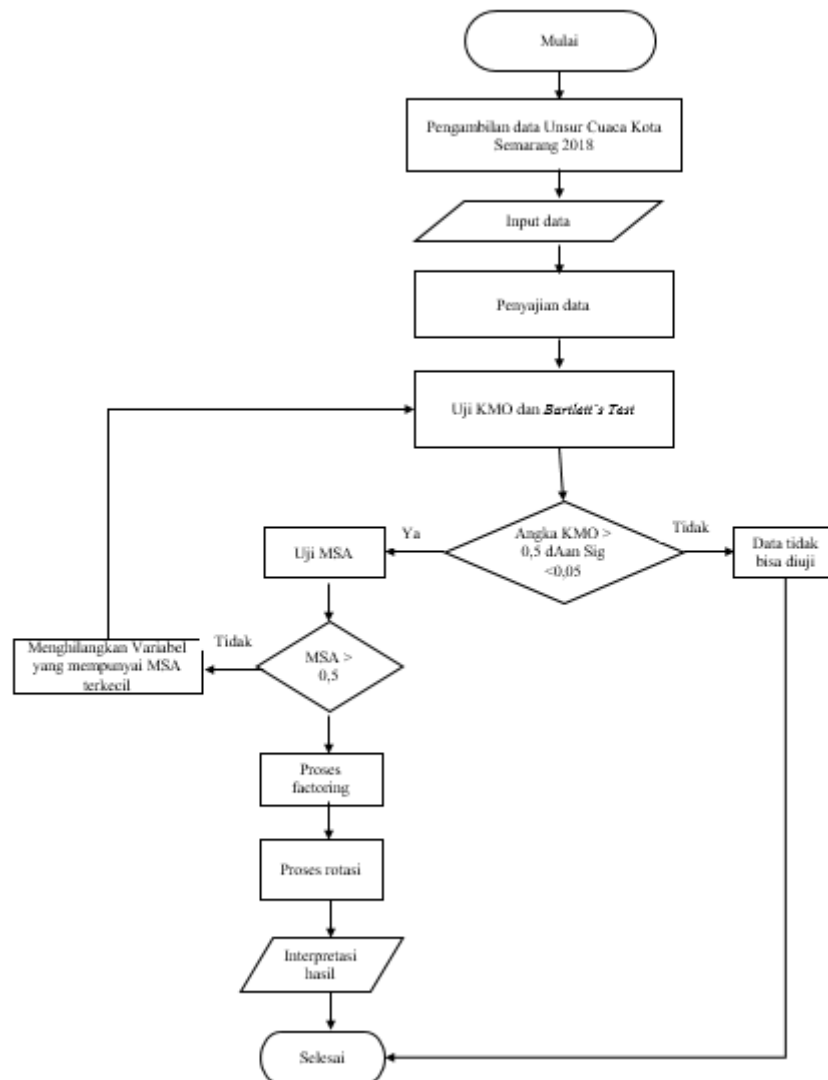 Mulai
Pengambilan data Unsur Cuaca Kota
Semarang 2018
Input data
Penyajian data
Uji KMO dan Bartlett's Test
Angka KMO >
0,5 dAan Sig
<0,05
Ya
Tidak
Uji MSA
Data tidak
bisa diuji
MSA >
0,5
Tidak
Menghilangkan Variabel
yang mempunyai MSA
terkecil
Proses
factoring
Proses rotasi
Interpretasi
hasil
Selesai